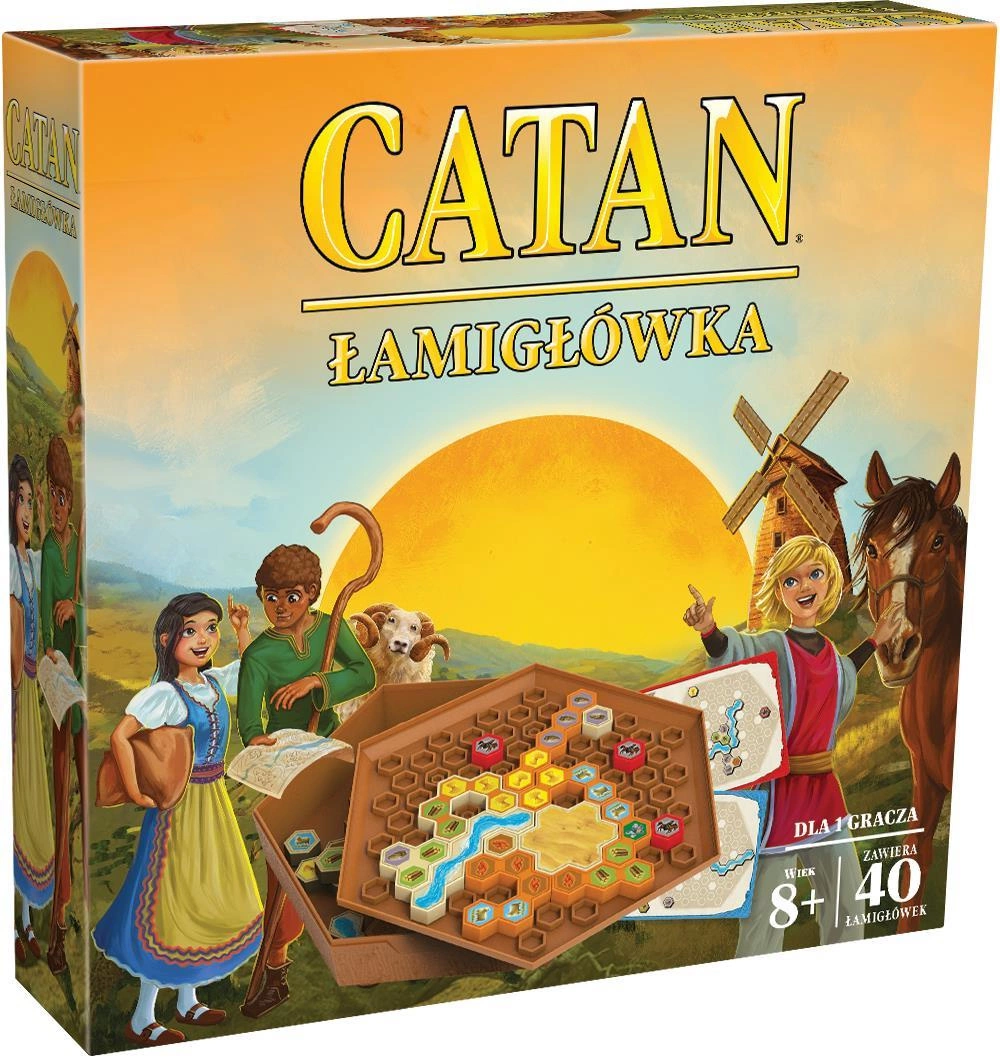 CATAN®
ŁAMIGŁÓWKA
DLA 1 GRACZA
WIEK
8+
ZAWIERA
40
ŁAMIGŁÓWEK
CATAN
ŁAMIGŁÓWKA